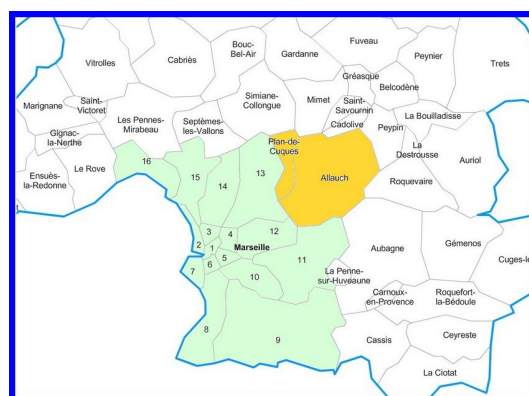 Vitrolles
Cabriès
Bouc-
Bel-Air
Gardanne
Fuveau
Peynier
Trets
Gréasque
Belcodène
Marignane
Saint-
Victoret
Les Pennes-
Mirabeau
Septèmes-
les-Vallons
Simiane-
Collongue
Mimet
Saint-
Savournin
Cadolive
Peypin
La Bouilladisse
La
Destrousse
Auriol
Gignac-
la-Nerthe
Ensuès-
la-Redonne
Le Rove
Plan-de-
Cuques
Allauch
Roquevaire
16
15
14
13
3
4
12
2
1
Marseille
7
6
5
11
10
8
9
La Penne-
sur-Huveaune
Aubagne
Gémenos
Cuges-le
Carnoux-
en-Provence
Roquefort-
la-Bédoule
Cassis
Ceyreste
La Ciotat